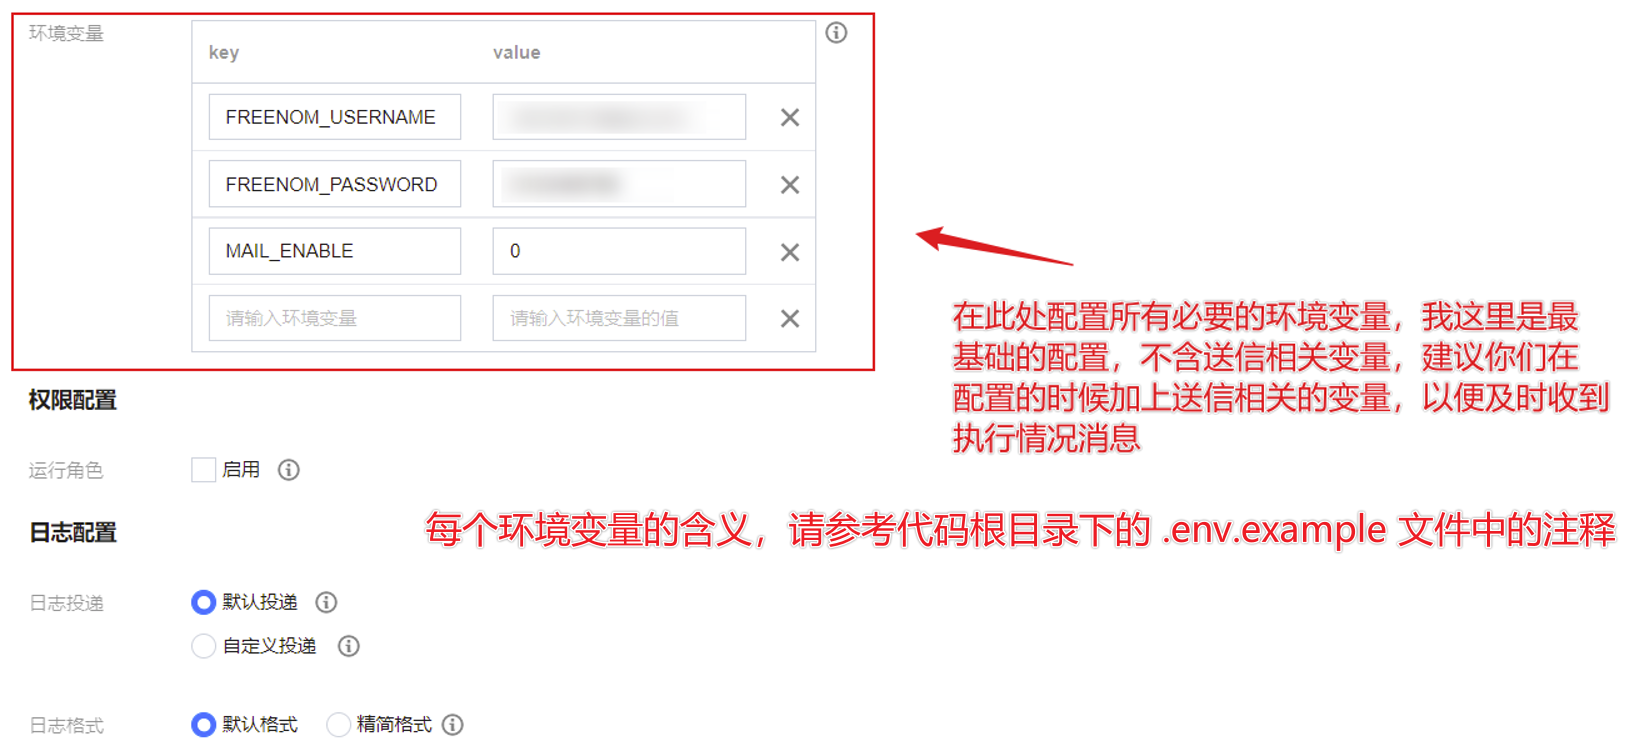 环境变量
key value
FREENOM_USERNAME
FREENOM_PASSWORD
MAIL_ENABLE 0
请输入环境变量 请输入环境变量的值
在此处配置所有必要的环境变量，我这里是最
基础的配置，不含送信相关变量，建议你们在
配置的时候加上送信相关的变量，以便及时收到
执行情况消息
权限配置
运行角色 启用
每个环境变量的含义，请参考代码根目录下的 .env.example 文件中的注释
日志配置
日志投递 默认投递
自定义投递
日志格式 默认格式 精简格式